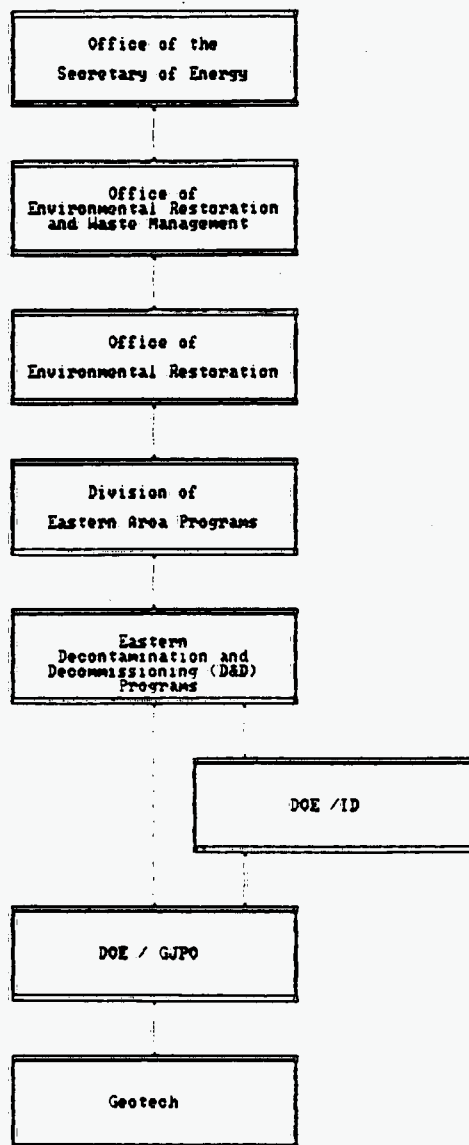 Office of the
Secretary of Energy
Office of
Environmental Restoration
and Waste Management
Office of
Environmental Restoration
Division of
Eastern Area Programs
Eastern
Decontamination and
Decommissioning (D&D)
Programs
DOE /ID
DOE / GJPO
Geotech